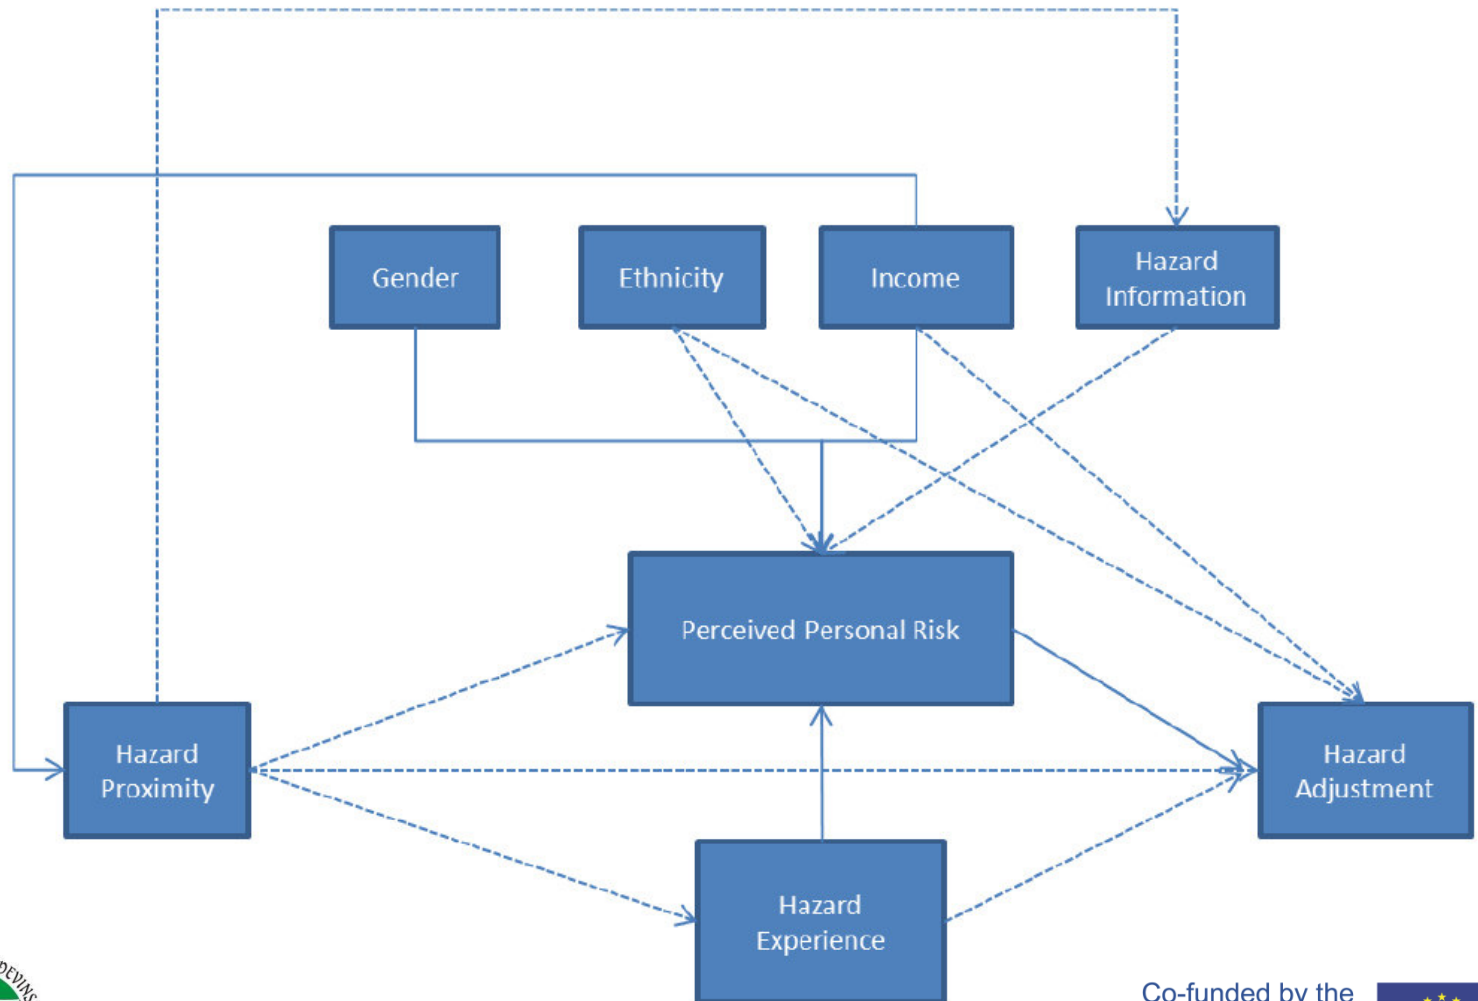 Gender
Ethnicity
Income
Hazard
Information
Perceived Personal Risk
Hazard
Proximity
Hazard
Adjustment
Hazard
Experience
Co-funded by the